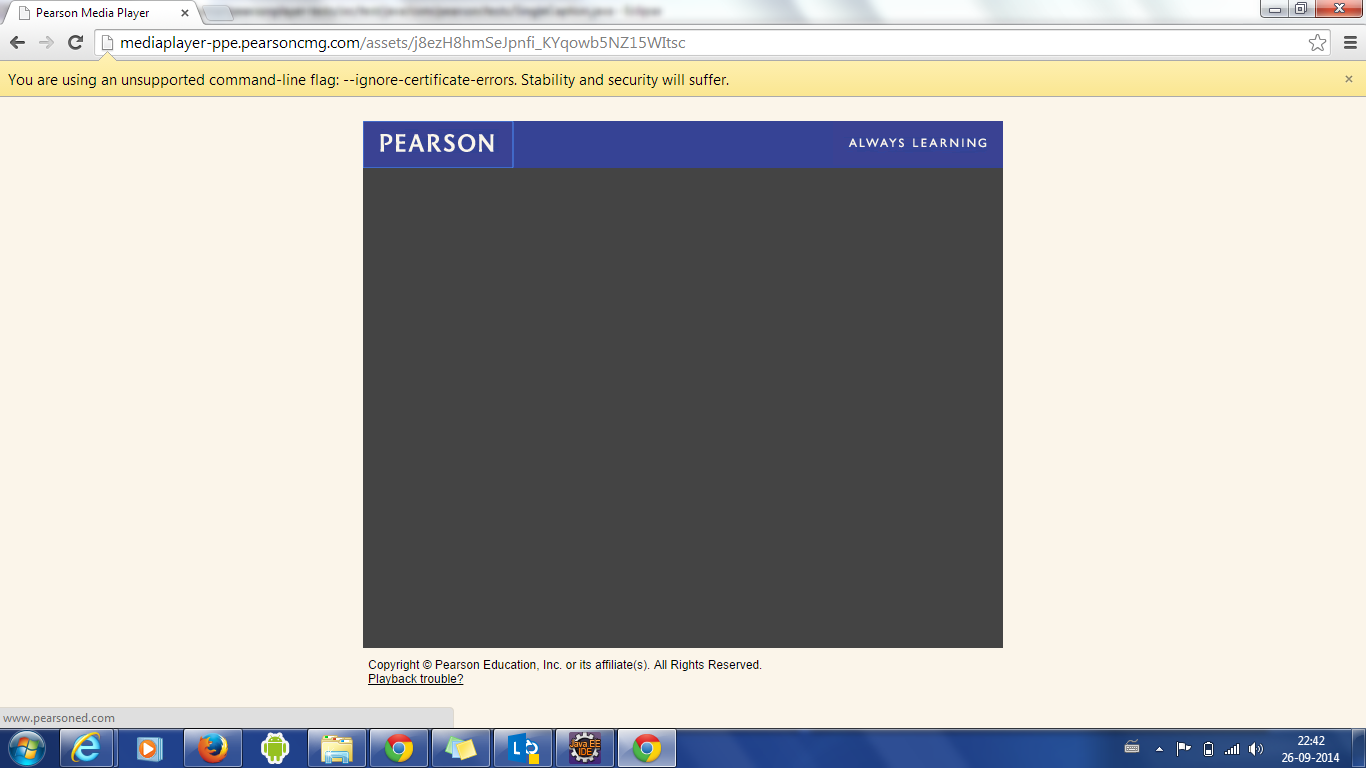 Pearson Media Player
mediaplayer-ppe.pearsoncmg.com/assets/j8ezH8hmSeJpnfi_KYqowb5NZ15WItsc
You are using an unsupported command-line flag: --ignore-certificate-errors. Stability and security will suffer.
PEARSON
ALWAYS LEARNING
Copyright © Pearson Education, Inc. or its affiliate(s). All Rights Reserved.
Playback trouble?
www.pearsoned.com
Java EE
IDE
22:42
26-09-2014